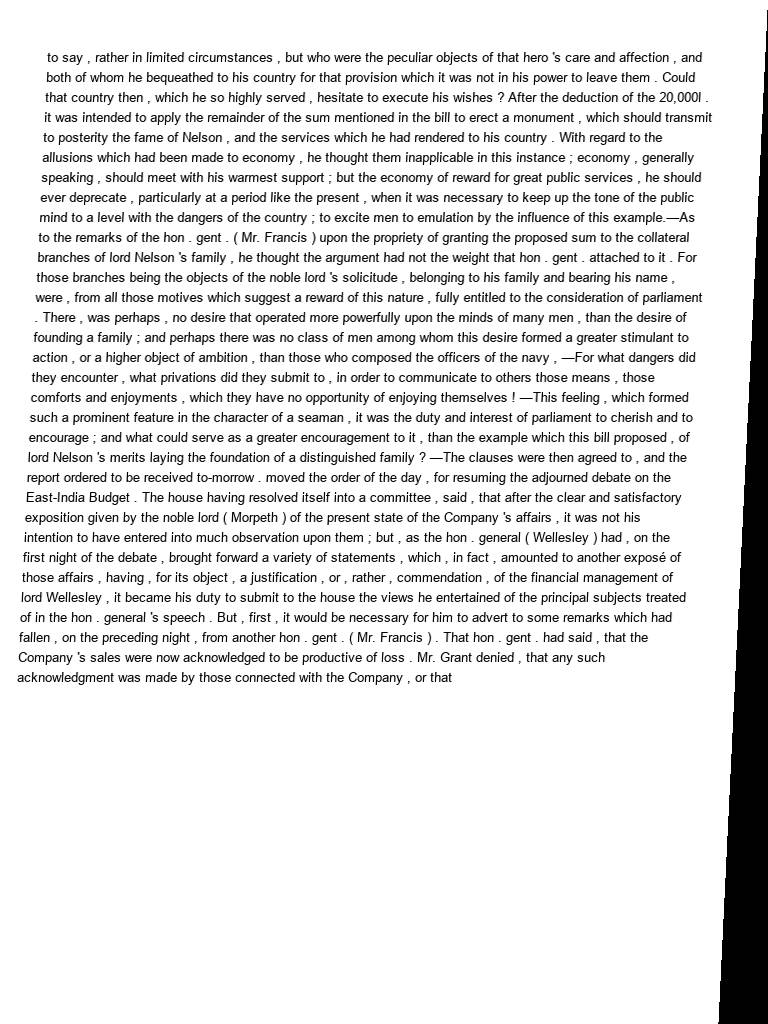 to say , rather in limited circumstances , but who were the peculiar objects of that hero 's care and affection , and
both of whom he bequeathed to his country for that provision which it was not in his power to leave them . Could
that country then , which he so highly served , hesitate to execute his wishes ? After the deduction of the 20,000l .
it was intended to apply the remainder of the sum mentioned in the bill to erect a monument , which should transmit
to posterity the fame of Nelson , and the services which he had rendered to his country . With regard to the
allusions which had been made to economy , he thought them inapplicable in this instance ; economy , generally
speaking , should meet with his warmest support ; but the economy of reward for great public services , he should
ever deprecate , particularly at a period like the present , when it was necessary to keep up the tone of the public
mind to a level with the dangers of the country ; to excite men to emulation by the influence of this example.—As
to the remarks of the hon . gent . ( Mr. Francis ) upon the propriety of granting the proposed sum to the collateral
branches of lord Nelson 's family , he thought the argument had not the weight that hon . gent . attached to it . For
those branches being the objects of the noble lord 's solicitude , belonging to his family and bearing his name ,
were , from all those motives which suggest a reward of this nature , fully entitled to the consideration of parliament
. There , was perhaps , no desire that operated more powerfully upon the minds of many men , than the desire of
founding a family ; and perhaps there was no class of men among whom this desire formed a greater stimulant to
action , or a higher object of ambition , than those who composed the officers of the navy , —For what dangers did
they encounter , what privations did they submit to , in order to communicate to others those means , those
comforts and enjoyments , which they have no opportunity of enjoying themselves ! —This feeling , which formed
such a prominent feature in the character of a seaman , it was the duty and interest of parliament to cherish and to
encourage ; and what could serve as a greater encouragement to it , than the example which this bill proposed , of
lord Nelson 's merits laying the foundation of a distinguished family ? —The clauses were then agreed to , and the
report ordered to be received to-morrow . moved the order of the day , for resuming the adjourned debate on the
East-India Budget . The house having resolved itself into a committee , said , that after the clear and satisfactory
exposition given by the noble lord ( Morpeth ) of the present state of the Company 's affairs , it was not his
intention to have entered into much observation upon them ; but , as the hon . general ( Wellesley ) had , on the
first night of the debate , brought forward a variety of statements , which , in fact , amounted to another exposé of
those affairs , having , for its object , a justification , or , rather , commendation , of the financial management of
lord Wellesley , it became his duty to submit to the house the views he entertained of the principal subjects treated
of in the hon . general 's speech . But , first , it would be necessary for him to advert to some remarks which had
fallen , on the preceding night , from another hon . gent . ( Mr. Francis ) . That hon . gent . had said , that the
Company 's sales were now acknowledged to be productive of loss . Mr. Grant denied , that any such
acknowledgment was made by those connected with the Company , or that